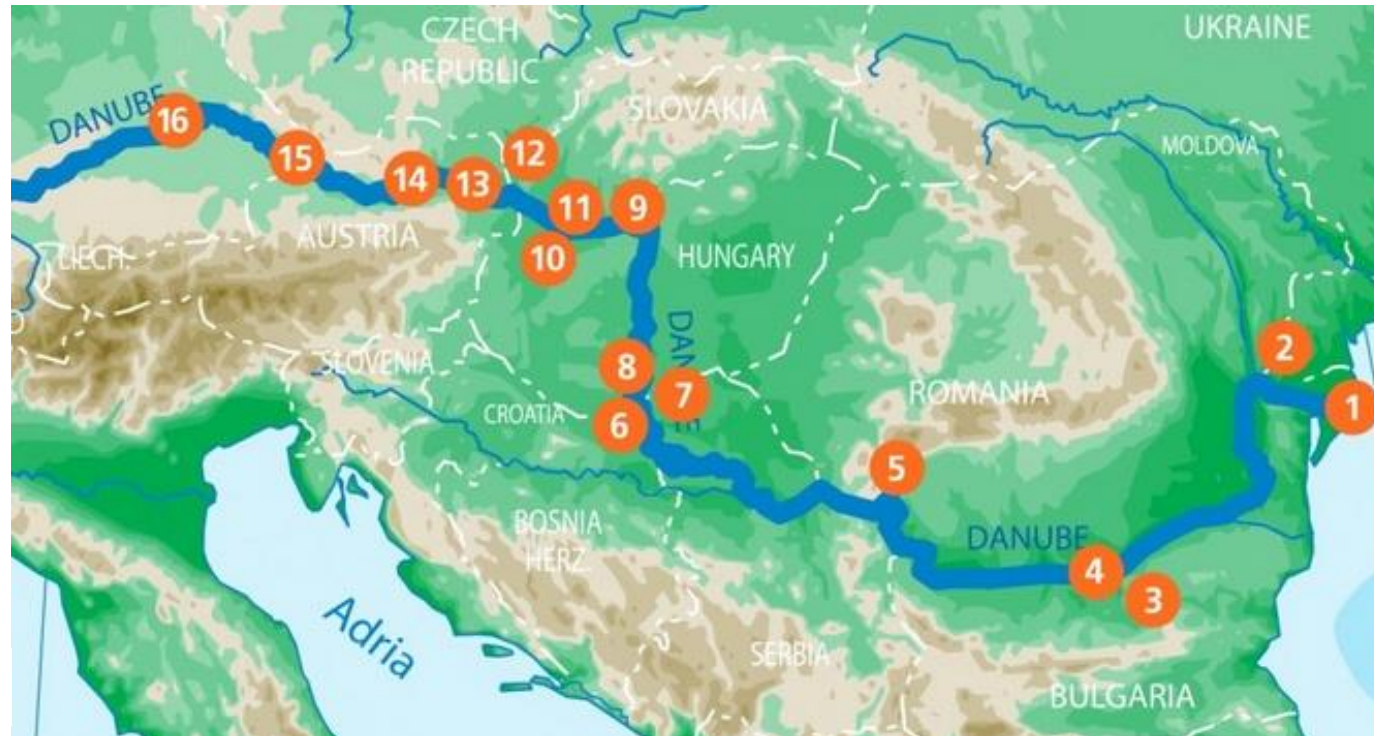 CZECH
REPUBLIC
UKRAINE
DANUBE
16
SLOVAKIA
12
15
14
13
MOLDOVA
11
9
AUSTRIA
LIECH.
10
HUNGARY
DAN
E
SLOVENIA
8
7
2
CROATIA
6
ROMANIA
1
5
BOSNIA
HERZ.
DANUBE
4
3
Adria
SERBIA
BULGARIA